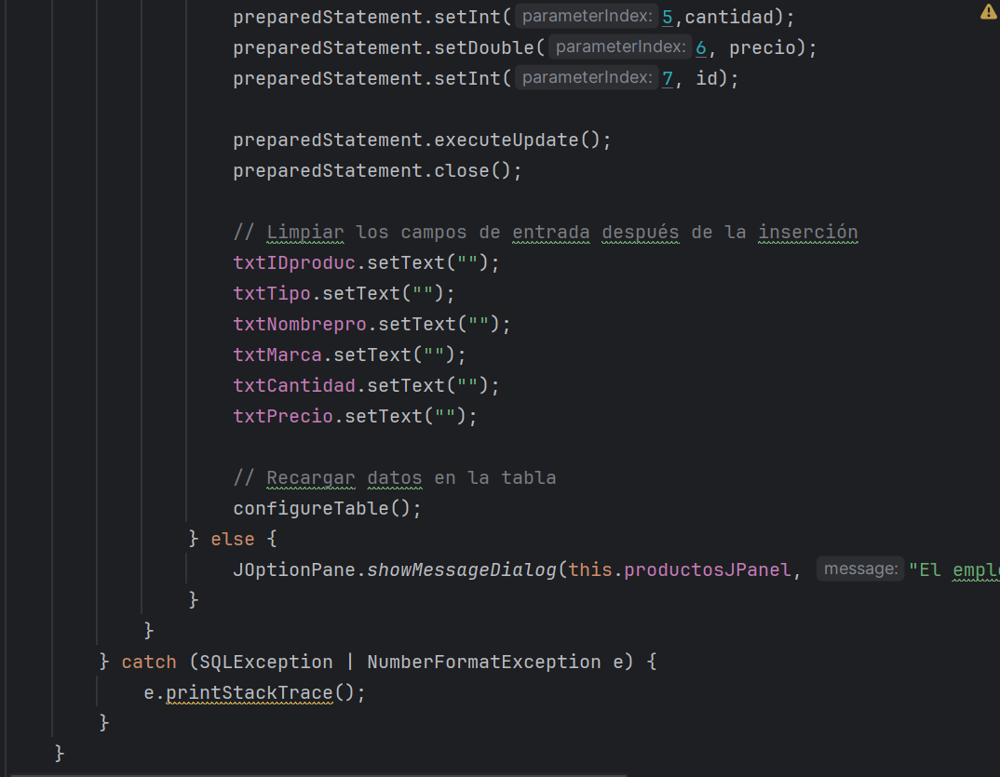 preparedStatement.setInt( parameterIndex: 5,cantidad);
preparedStatement.setDouble( parameterIndex: 6, precio);
preparedStatement.setInt( parameterIndex: 7, id);
preparedStatement.executeUpdate();
preparedStatement.close();
// Limpiar los campos de entrada después de la inserción
txtIDproduc.setText("");
txtTipo.setText("");
txtNombrepro.setText("");
txtMarca.setText("");
txtCantidad.setText("");
txtPrecio.setText("");
// Recargar datos en la tabla
configureTable();
} else {
JOptionPane.showMessageDialog(this.productosJPanel, message: "El
}
}
} catch (SQLException | NumberFormatException e) {
e.printStackTrace();
}
}